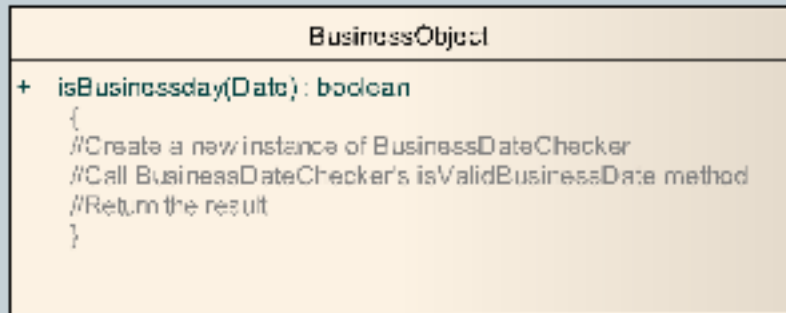 BusinessObject
+ isBusinessday(Date) : boolean
{
//Create a new instance of BusinessDateChecker
//Call BusinessDateChecker's isValidBusinessDate method
//Return the result
}